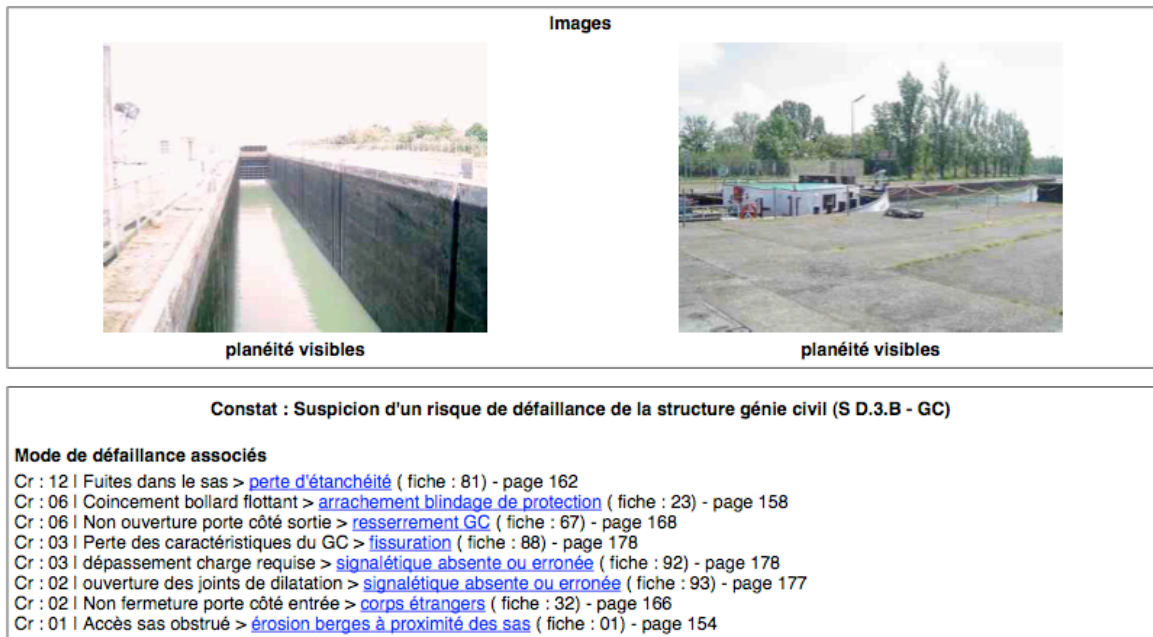 Images
planéité visibles
planéité visibles
Constat : Suspicion d'un risque de défaillance de la structure génie civil (S D.3.B - GC)
Mode de défaillance associés
Cr : 12 | Fuites dans le sas > perte d'étanchéité ( fiche : 81) - page 162
Cr : 06 | Coincement bollard flottant > arrachement blindage de protection ( fiche : 23) - page 158
Cr : 06 | Non ouverture porte côté sortie > resserrement GC ( fiche : 67) - page 168
Cr : 03 | Perte des caractéristiques du GC > fissuration ( fiche : 88) - page 178
Cr : 03 | dépassement charge requise > signalétique absente ou erronée ( fiche : 92) - page 178
Cr : 02 | ouverture des joints de dilatation > signalétique absente ou erronée ( fiche : 93) - page 177
Cr : 02 | Non fermeture porte côté entrée > corps étrangers ( fiche : 32) - page 166
Cr : 01 | Accès sas obstrué > érosion berges à proximité des sas ( fiche : 01) - page 154